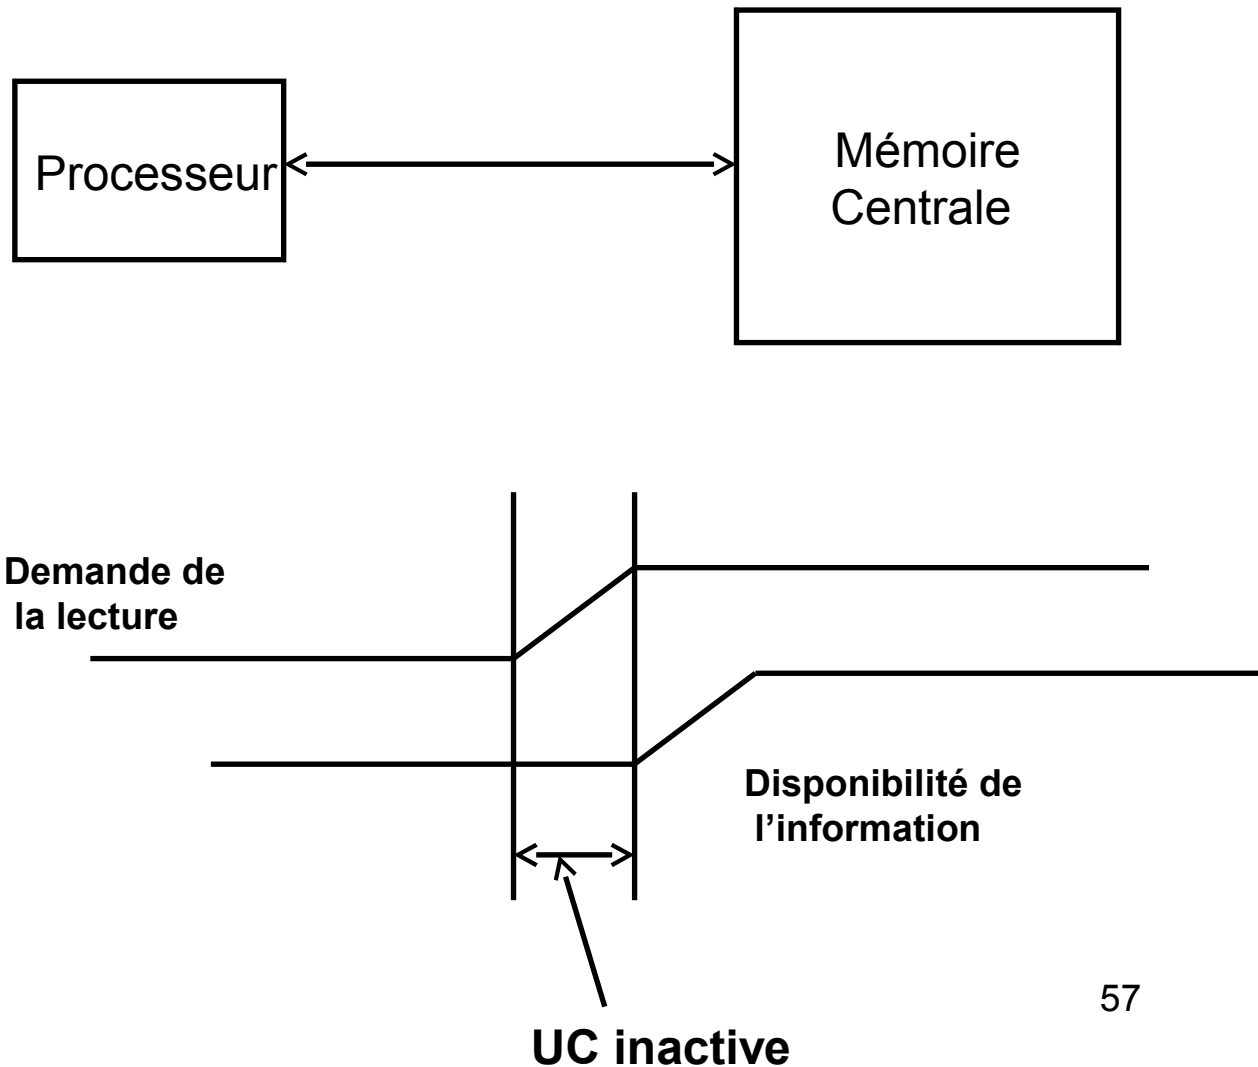 Processeur
Mémoire
Centrale
Demande de
la lecture
Disponibilité de
l’information
UC inactive
57